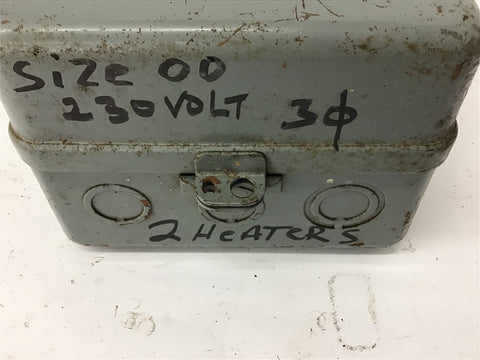 SIZE 00
230 VOLT 3φ
2 HEATERS